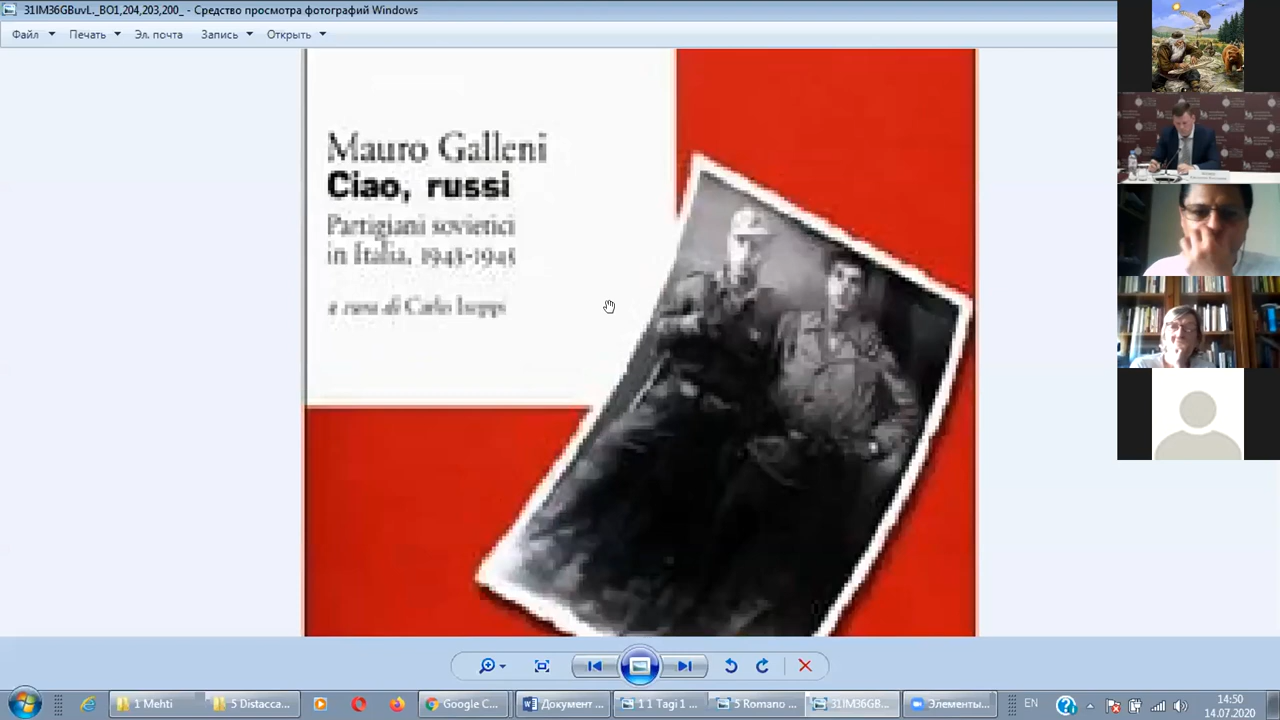 31IM36GBuvL._BO1,204,203,200_ - Средство просмотра фотографий Windows
Файл Печать Эл. почта Запись Открыть
Mauro Galleni
Ciao, russi
Partigiani sovietici
in Italia, 1943-1945
a cura di Carlo Iseppi
1 Mehti
5 Distacca...
Google C...
Документ ...
1 1 Tagi 1 ...
5 Romano ...
31IM36GB...
Элементы...
EN
14:50
14.07.2020